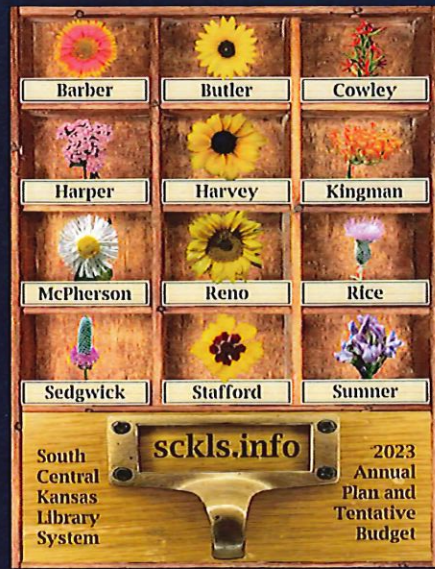 Barber
Butler
Cowley
Harper
Harvey
Kingman
McPherson
Reno
Rice
Sedgwick
Stafford
Sumner
sckls.info
South
Central
Kansas
Library
System
2023
Annual
Plan and
Tentative
Budget